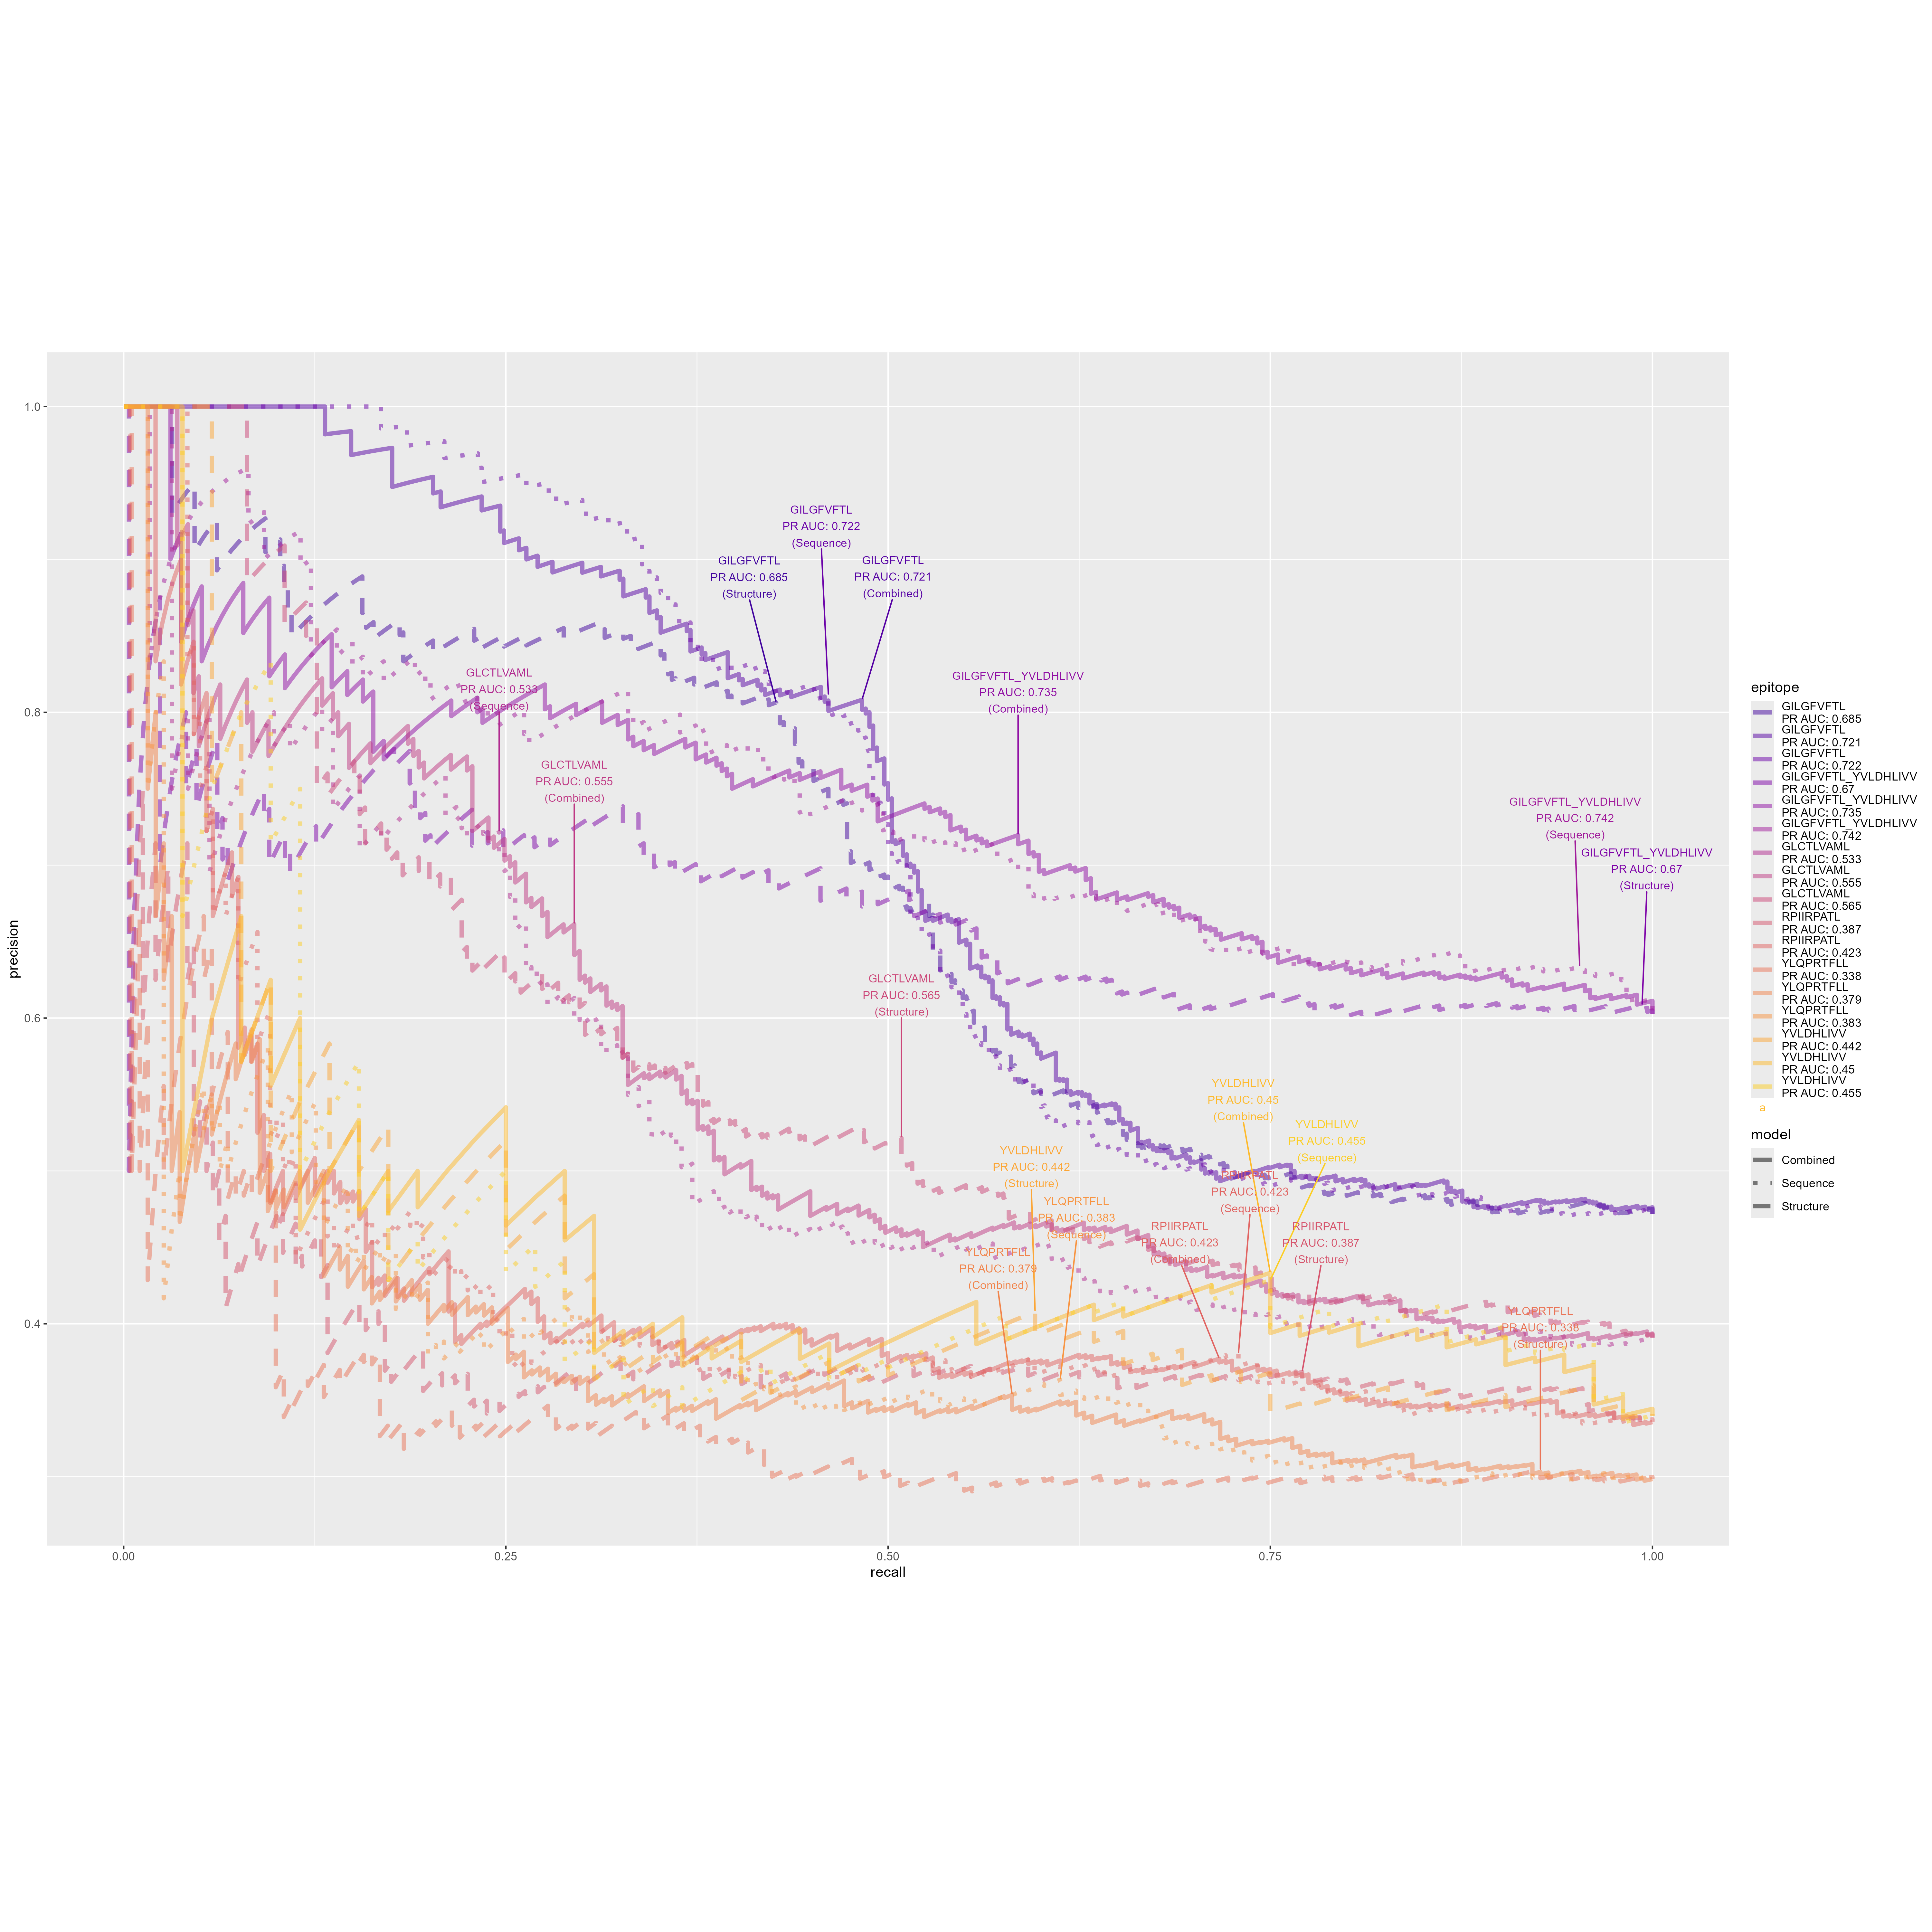 1.0
0.8
0.6
0.4
precision
0.00
0.25
0.50
0.75
1.00
recall
GILGFVFTL
PR AUC: 0.722
(Sequence)
GILGFVFTL
PR AUC: 0.685
(Structure)
GILGFVFTL
PR AUC: 0.721
(Combined)
GLCTLVAML
PR AUC: 0.533
(Sequence)
GILGFVFTL_YVLDHLIVV
PR AUC: 0.735
(Combined)
GLCTLVAML
PR AUC: 0.555
(Combined)
GILGFVFTL_YVLDHLIVV
PR AUC: 0.742
(Sequence)
GILGFVFTL_YVLDHLIVV
PR AUC: 0.67
(Structure)
GLCTLVAML
PR AUC: 0.565
(Structure)
YVLDHLIVV
PR AUC: 0.45
(Combined)
YVLDHLIVV
PR AUC: 0.455
(Sequence)
YVLDHLIVV
PR AUC: 0.442
(Structure)
RPIIRPATL
PR AUC: 0.423
(Sequence)
YLQPRTFLL
PR AUC: 0.383
(Sequence)
RPIIRPATL
PR AUC: 0.423
(Combined)
RPIIRPATL
PR AUC: 0.387
(Structure)
YLQPRTFLL
PR AUC: 0.379
(Combined)
YLQPRTFLL
PR AUC: 0.338
(Structure)
epitope
GILGFVFTL
PR AUC: 0.685
GILGFVFTL
PR AUC: 0.721
GILGFVFTL
PR AUC: 0.722
GILGFVFTL_YVLDHLIVV
PR AUC: 0.67
GILGFVFTL_YVLDHLIVV
PR AUC: 0.735
GILGFVFTL_YVLDHLIVV
PR AUC: 0.742
GLCTLVAML
PR AUC: 0.533
GLCTLVAML
PR AUC: 0.555
GLCTLVAML
PR AUC: 0.565
RPIIRPATL
PR AUC: 0.387
RPIIRPATL
PR AUC: 0.423
YLQPRTFLL
PR AUC: 0.338
YLQPRTFLL
PR AUC: 0.379
YLQPRTFLL
PR AUC: 0.383
YVLDHLIVV
PR AUC: 0.442
YVLDHLIVV
PR AUC: 0.45
YVLDHLIVV
PR AUC: 0.455
a
model
Combined
Sequence
Structure